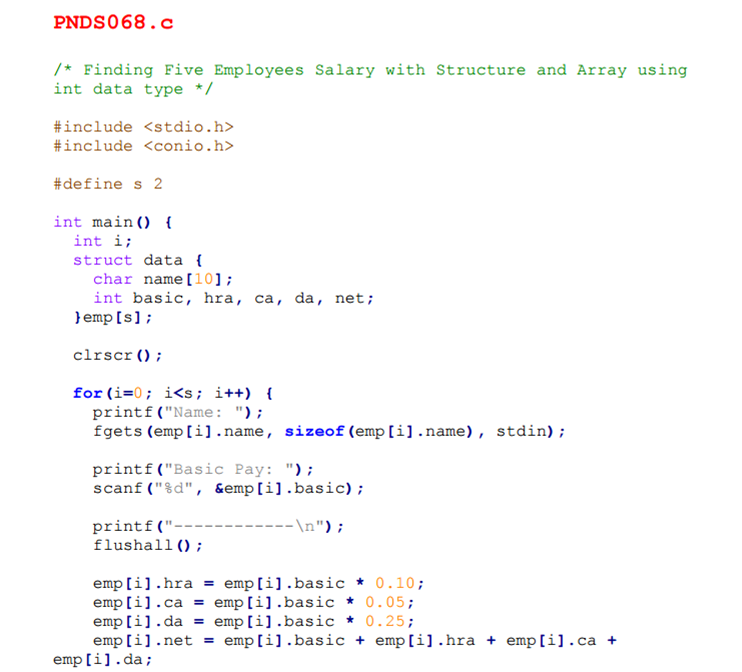 PNDS068.c
/* Finding Five Employees Salary with Structure and Array using
int data type */
#include <stdio.h>
#include <conio.h>
#define s 2
int main() {
int i;
struct data {
char name[10];
int basic, hra, ca, da, net;
}emp[s];
clrscr();
for(i=0; i<s; i++) {
printf("Name: ");
fgets(emp[i].name, sizeof(emp[i].name), stdin);
printf("Basic Pay: ");
scanf("%d", &emp[i].basic);
printf("------------\n");
flushall();
emp[i].hra = emp[i].basic * 0.10;
emp[i].ca = emp[i].basic * 0.05;
emp[i].da = emp[i].basic * 0.25;
emp[i].net = emp[i].basic + emp[i].hra + emp[i].ca +
emp[i].da;